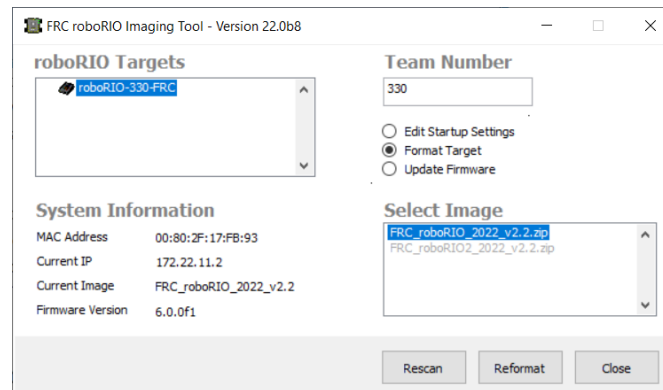 FRC roboRIO Imaging Tool - Version 22.0b8
roboRIO Targets
roboRIO-330-FRC
Team Number
330
Edit Startup Settings
Format Target
Update Firmware
System Information
MAC Address 00:80:2F:17:FB:93
Current IP 172.22.11.2
Current Image FRC_roboRIO_2022_v2.2
Firmware Version 6.0.0f1
Select Image
FRC_roboRIO_2022_v2.2.zip
FRC_roboRIO2_2022_v2.2.zip
Rescan Reformat Close